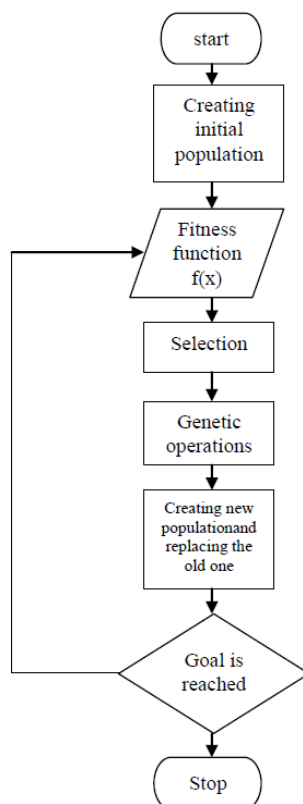 start
Creating
initial
population
Fitness
function
f(x)
Selection
Genetic
operations
Creating new
populationand
replacing the
old one
Goal is
reached
Stop